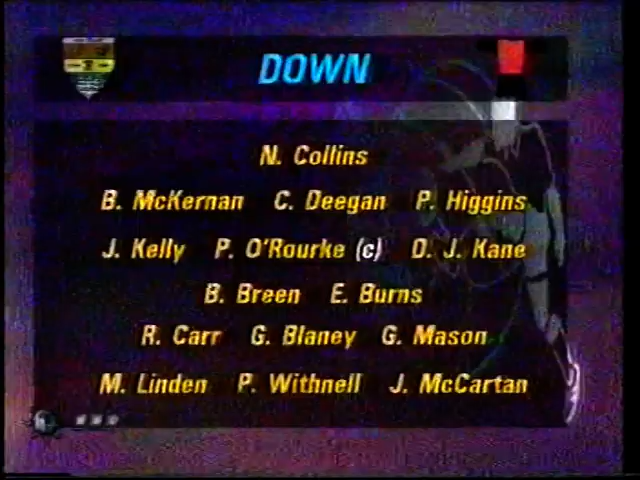 DOWN
N. Collins
B. McKernan C. Deegan P. Higgins
J. Kelly P. O'Rourke (c) D. J. Kane
B. Breen E. Burns
R. Carr G. Blaney G. Mason
M. Linden P. Withnell J. McCartan